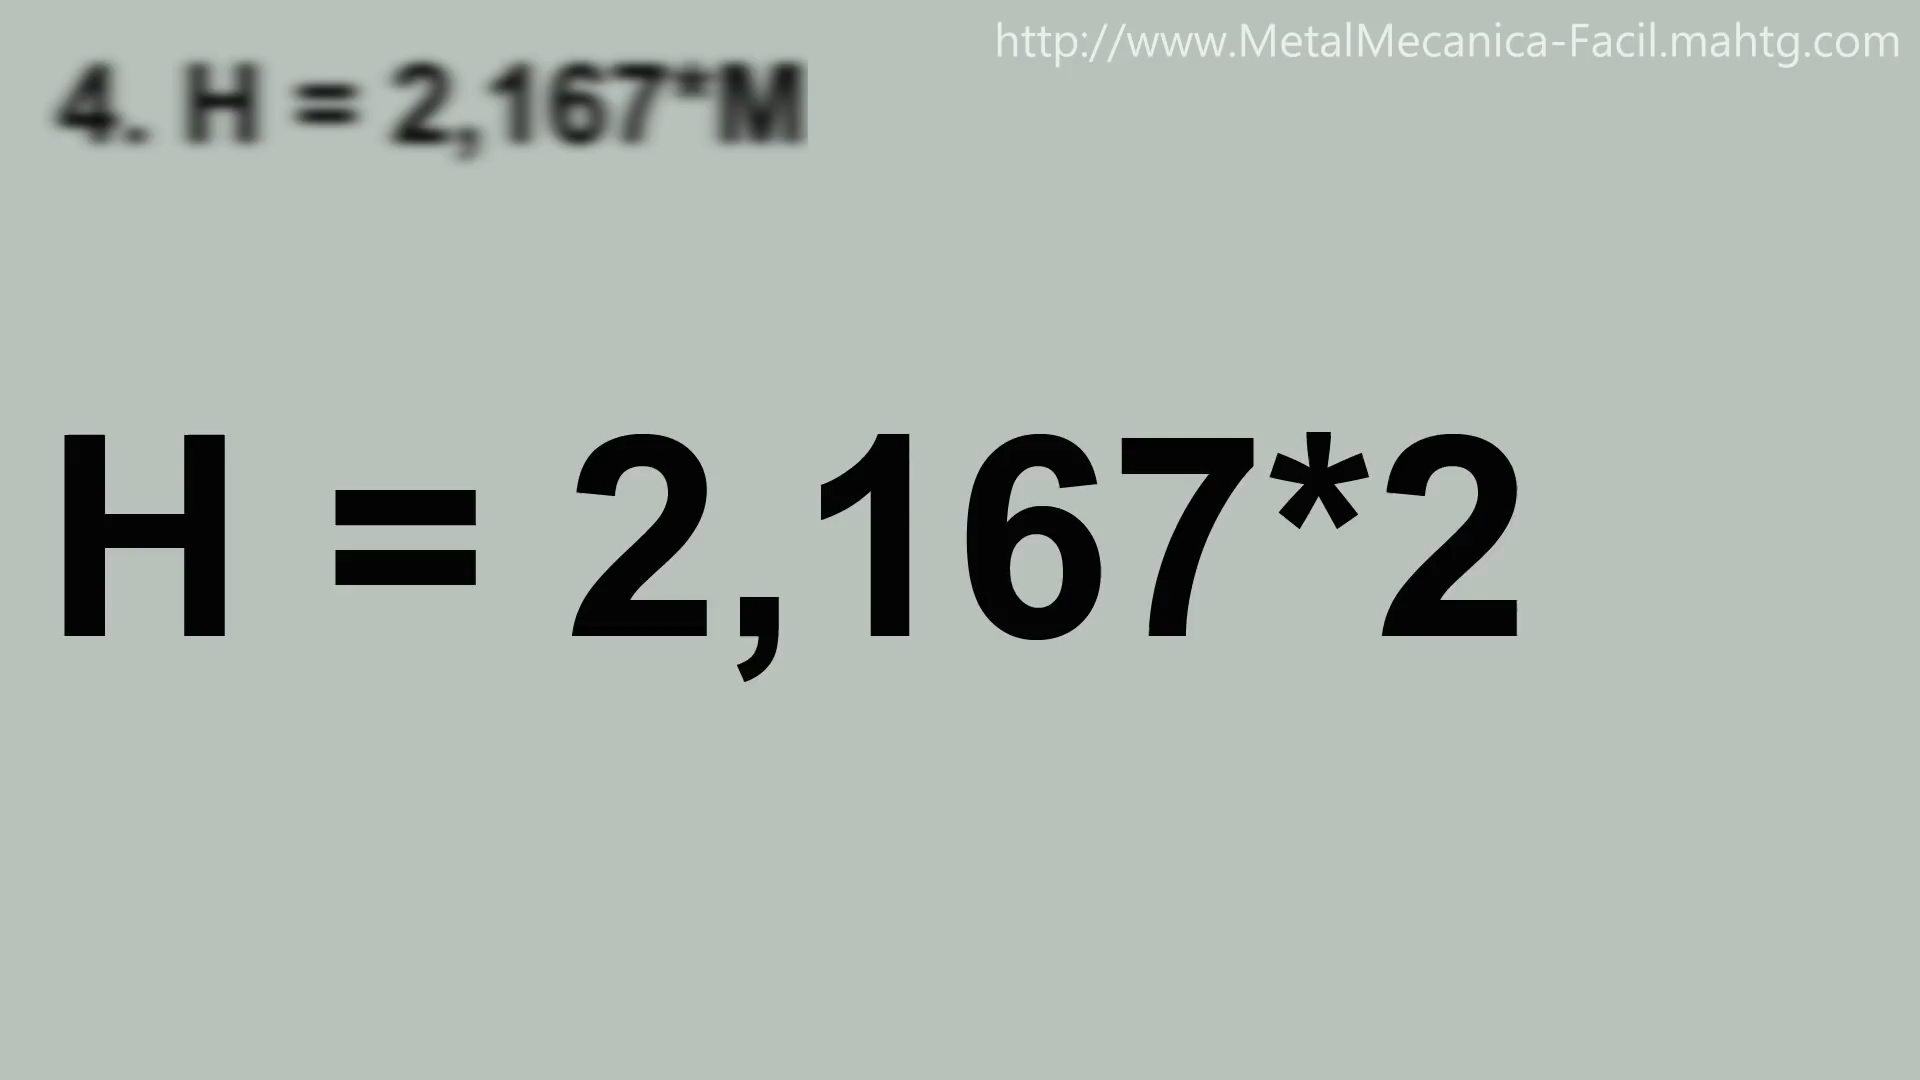 http://www.MetalMecanica-Facil.mahtg.com
4. H = 2,167*M
H = 2,167*2